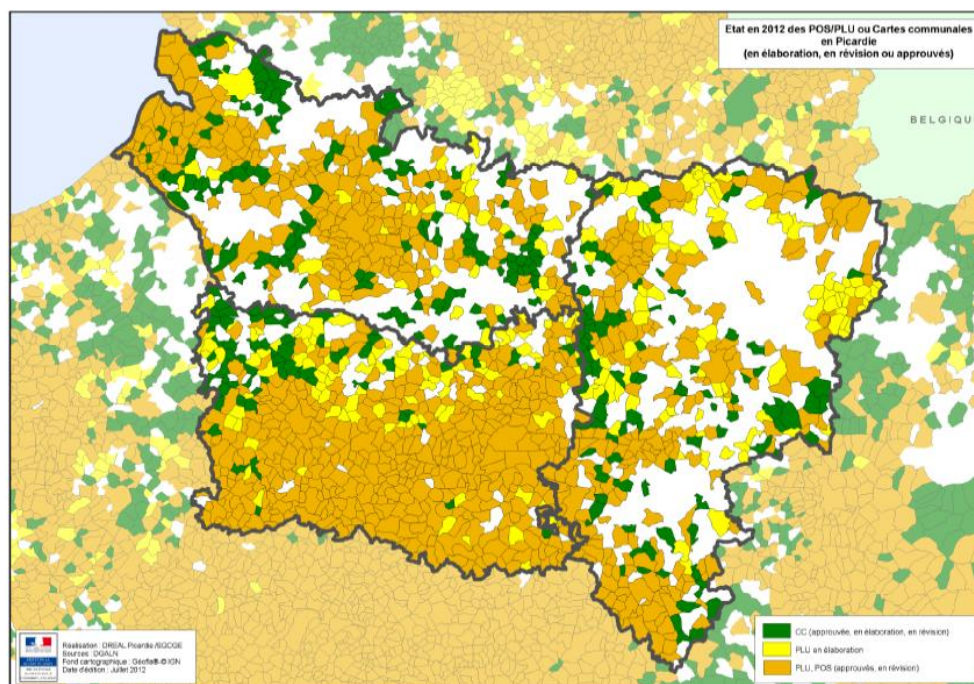 Etat en 2012 des POS/PLU ou Cartes communales
en Picardie
(en élaboration, en révision ou approuvés)
BELGIQUE
Réalisation : DREAL Picardie /SGCGE
Sources : DGALN
Fond cartographique : Géofla® © IGN
Date d'édition : Juillet 2012
CC (approuvée, en élaboration, en révision)
PLU en élaboration
PLU, POS (approuvés, en révision)